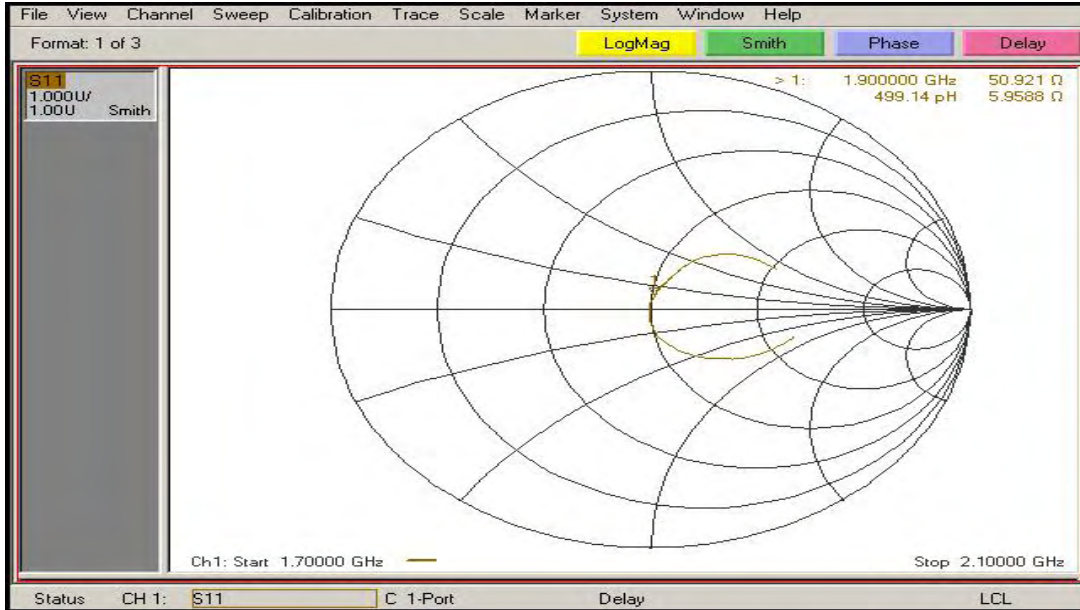 File View Channel Sweep Calibration Trace Scale Marker System Window Help
Format: 1 of 3 LogMag Smith Phase Delay
S11
1.000U/
1.00U Smith
> 1: 1.900000 GHz 50.921 Ω
499.14 pH 5.9588 Ω
1
Ch1: Start 1.70000 GHz Stop 2.10000 GHz
Status CH 1: S11 C 1-Port Delay LCL